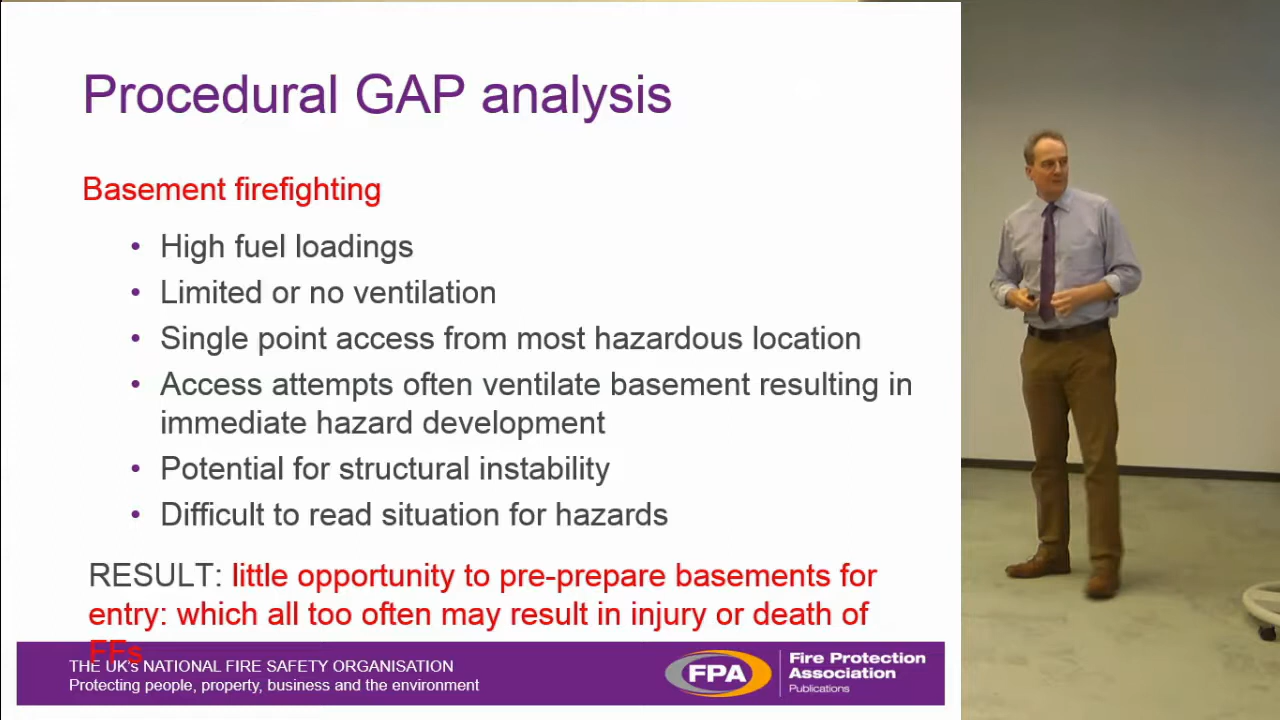 Procedural GAP analysis
Basement firefighting
• High fuel loadings
• Limited or no ventilation
• Single point access from most hazardous location
• Access attempts often ventilate basement resulting in
immediate hazard development
• Potential for structural instability
• Difficult to read situation for hazards
RESULT: little opportunity to pre-prepare basements for
entry: which all too often may result in injury or death of
FFs
THE UK's NATIONAL FIRE SAFETY ORGANISATION
Protecting people, property, business and the environment
FPA
Fire Protection
Association
Publications